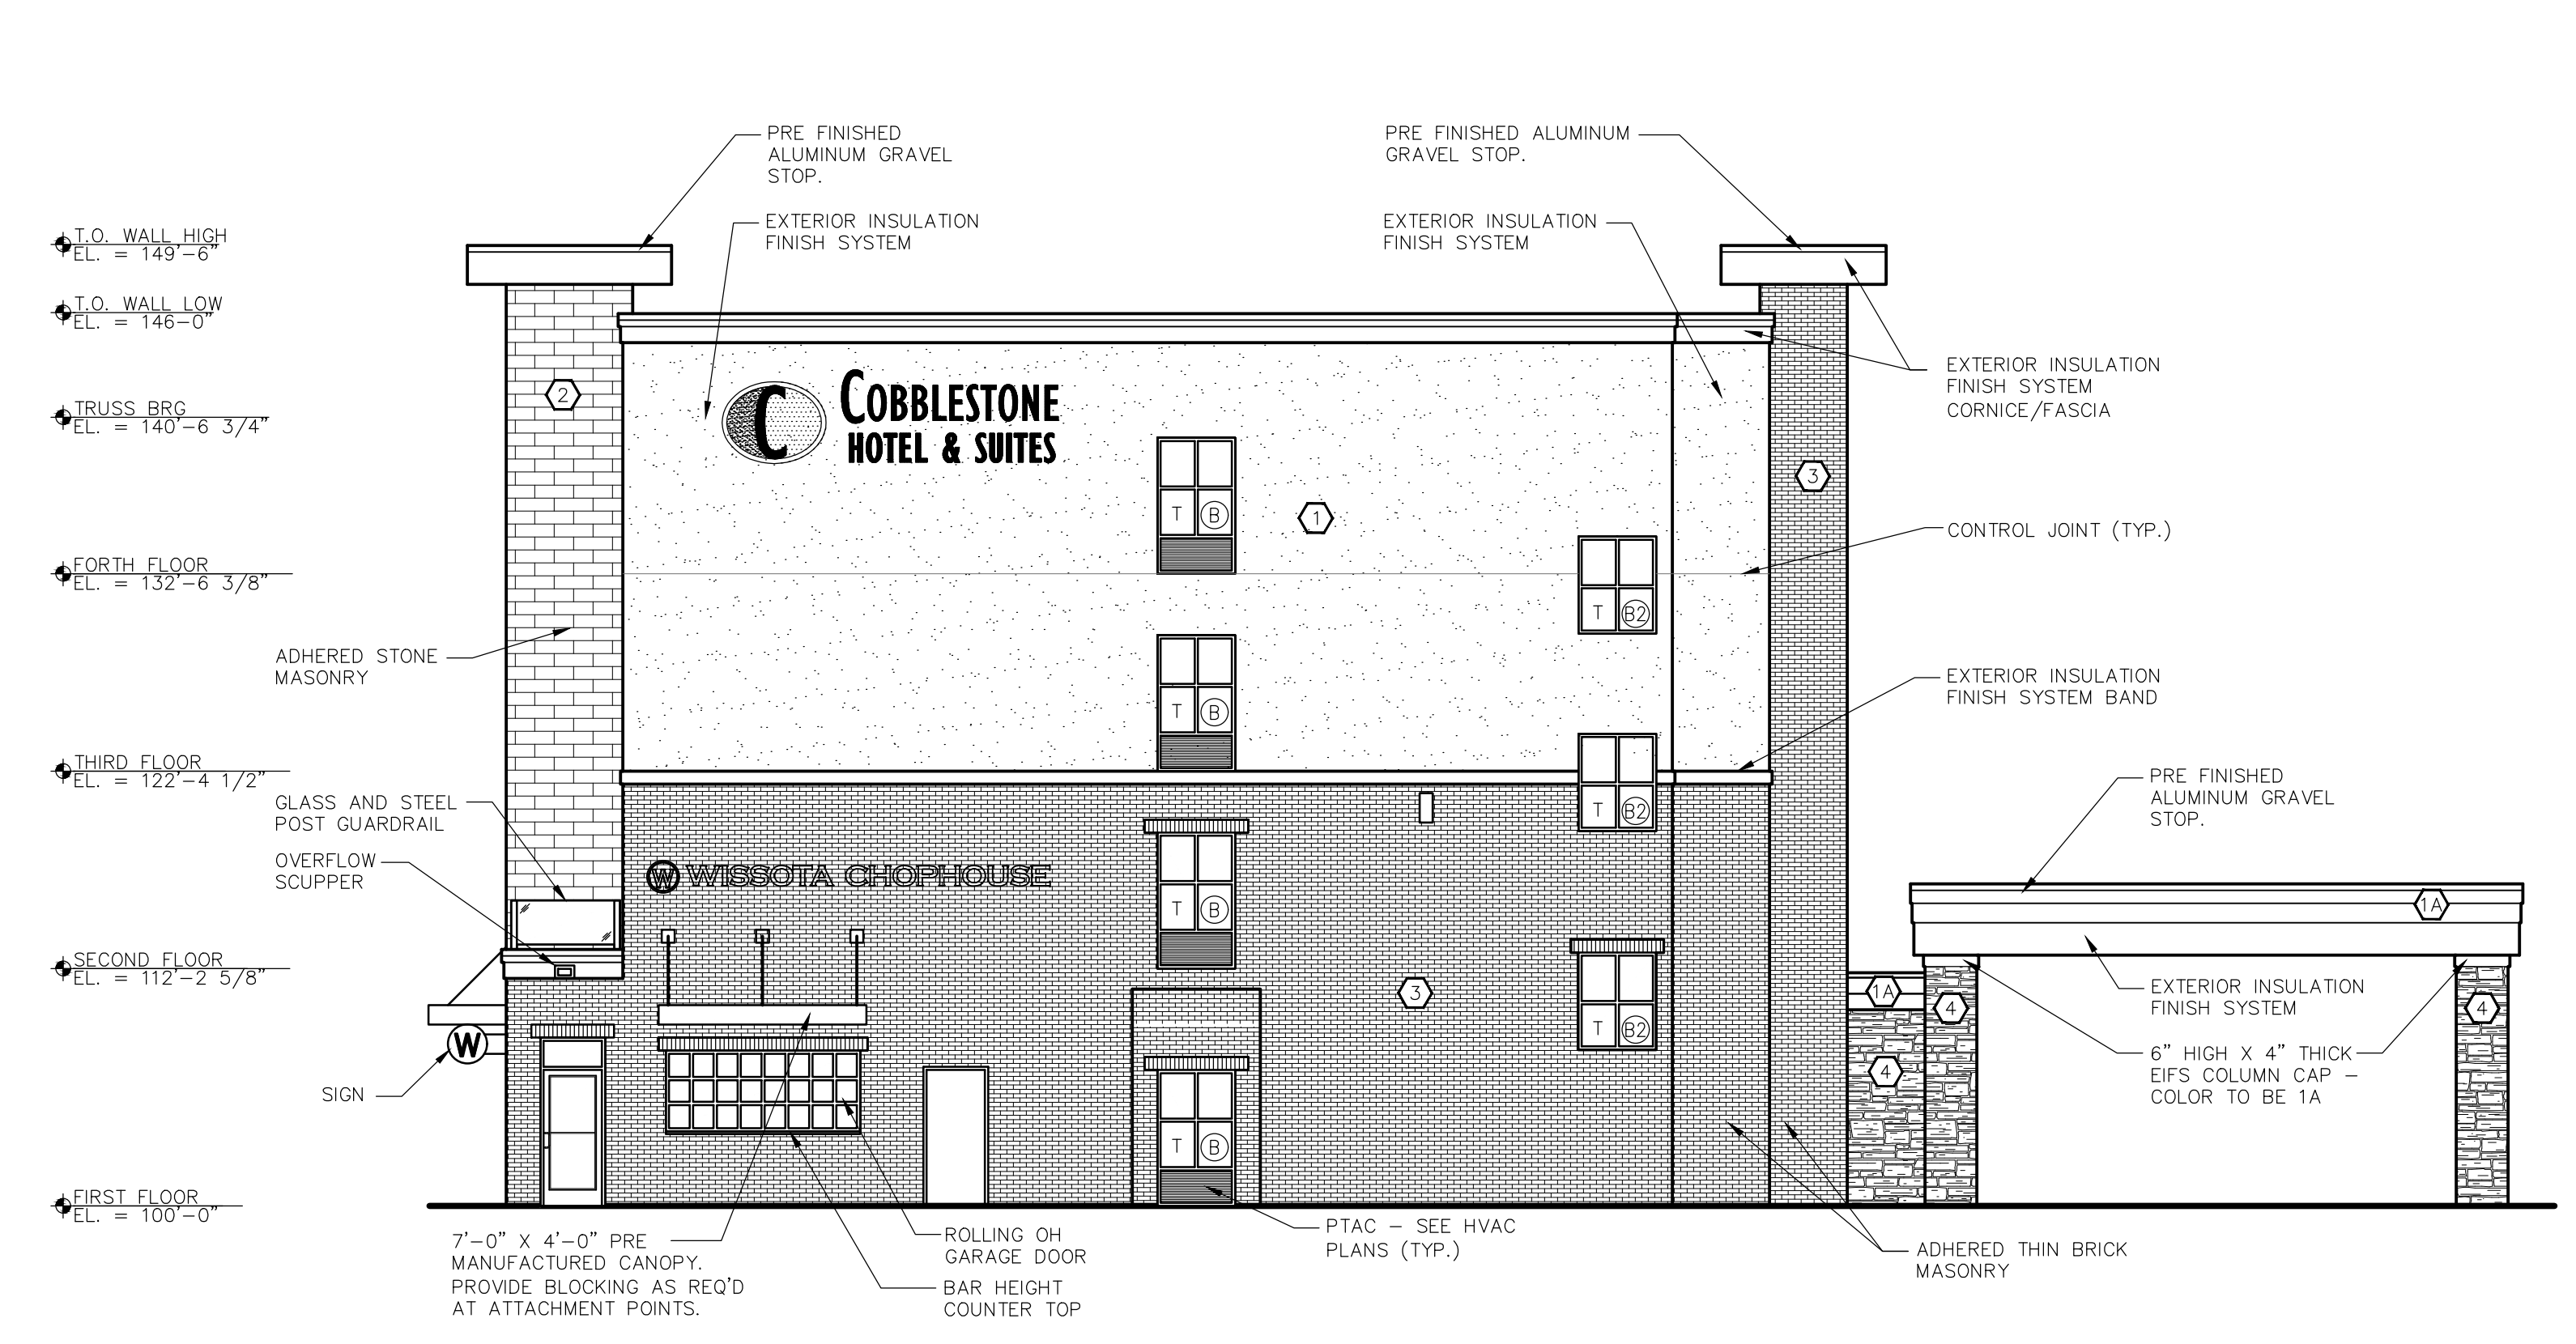 PRE FINISHED
ALUMINUM GRAVEL
STOP.
PRE FINISHED ALUMINUM
GRAVEL STOP.
EXTERIOR INSULATION
FINISH SYSTEM
EXTERIOR INSULATION
FINISH SYSTEM
T.O. WALL HIGH
EL. = 149'-6"
T.O. WALL LOW
EL. = 146-0"
TRUSS BRG
EL. = 140'-6 3/4"
FORTH FLOOR
EL. = 132'-6 3/8"
THIRD FLOOR
EL. = 122'-4 1/2"
SECOND FLOOR
EL. = 112'-2 5/8"
FIRST FLOOR
EL. = 100'-0"
2
C
COBBLESTONE
HOTEL & SUITES
EXTERIOR INSULATION
FINISH SYSTEM
CORNICE/FASCIA
3
T B
1
CONTROL JOINT (TYP.)
T B2
ADHERED STONE
MASONRY
EXTERIOR INSULATION
FINISH SYSTEM BAND
T B
T B2
GLASS AND STEEL
POST GUARDRAIL
OVERFLOW
SCUPPER
W WISSOTA CHOPHOUSE
T B
PRE FINISHED
ALUMINUM GRAVEL
STOP.
1A
3
T B2
1A
4
4
4
EXTERIOR INSULATION
FINISH SYSTEM
6" HIGH X 4" THICK
EIFS COLUMN CAP –
COLOR TO BE 1A
W
SIGN
T B
7'-0" X 4'-0" PRE
MANUFACTURED CANOPY.
PROVIDE BLOCKING AS REQ'D
AT ATTACHMENT POINTS.
ROLLING OH
GARAGE DOOR
BAR HEIGHT
COUNTER TOP
PTAC – SEE HVAC
PLANS (TYP.)
ADHERED THIN BRICK
MASONRY